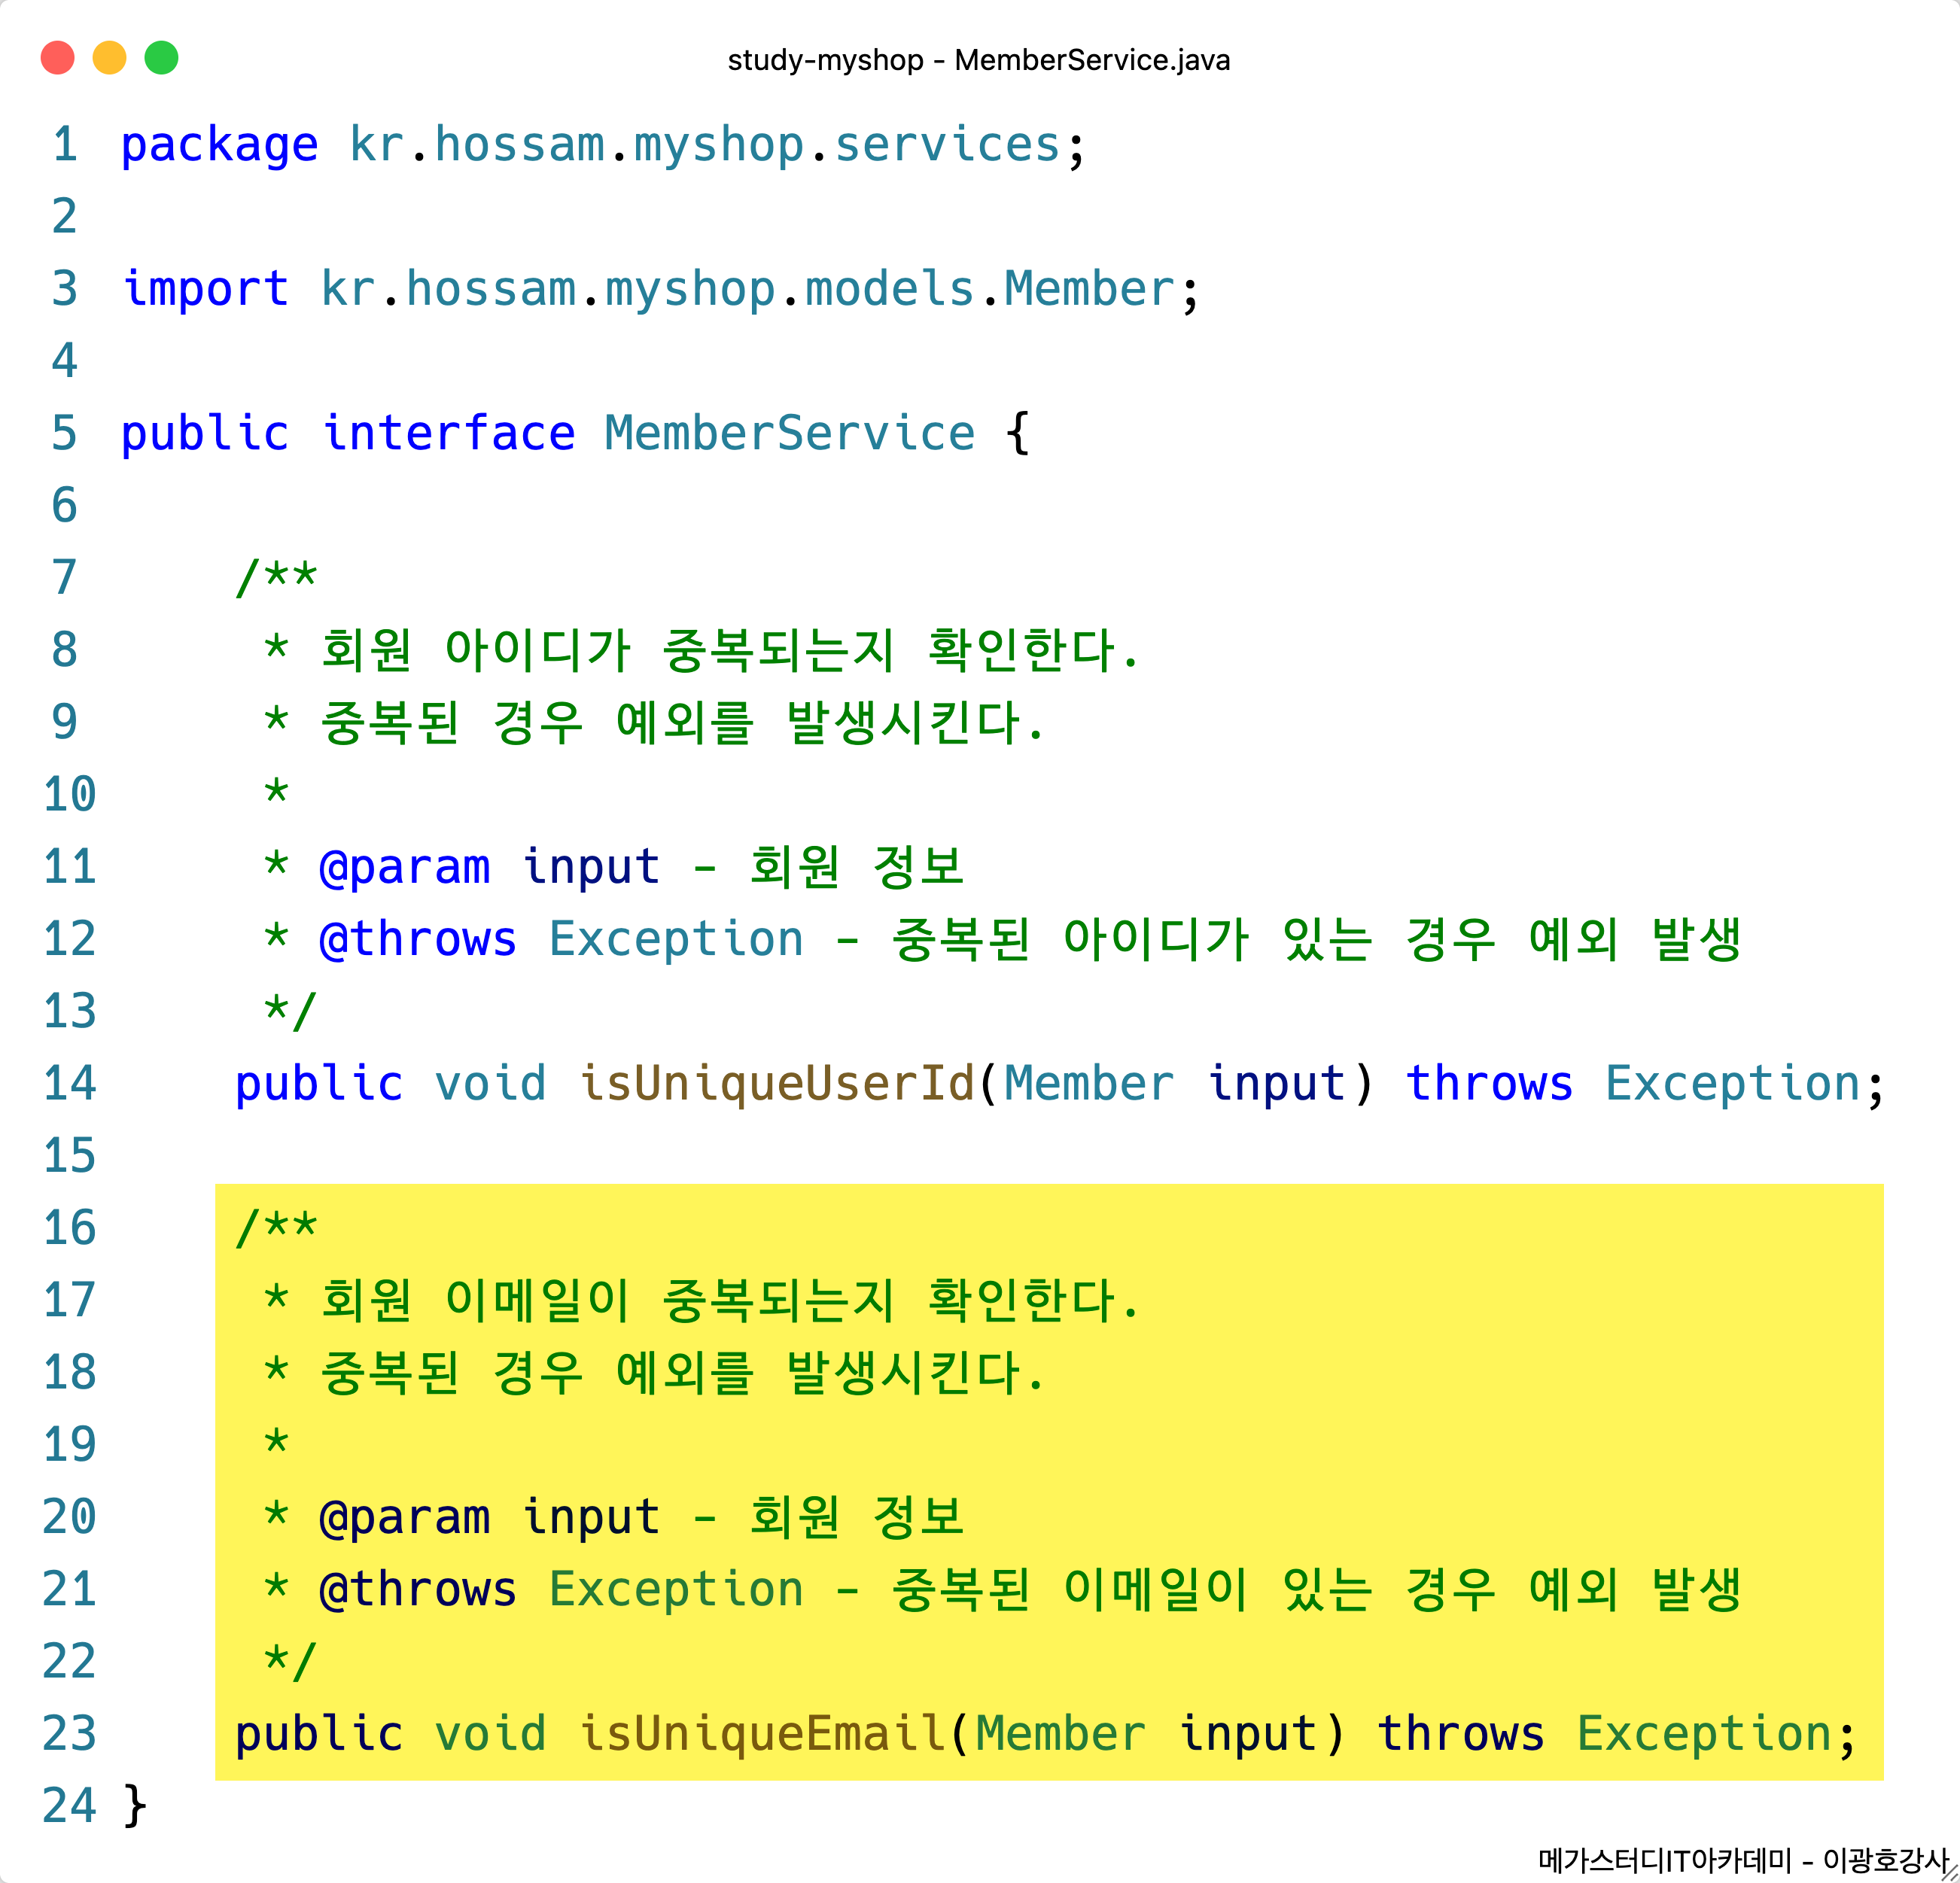 study-myshop - MemberService.java
1 package kr.hossam.myshop.services;
2
3 import kr.hossam.myshop.models.Member;
4
5 public interface MemberService {
6
7     /**
8      * 회원 아이디가 중복되는지 확인한다.
9      * 중복된 경우 예외를 발생시킨다.
10      *
11      * @param input - 회원 정보
12      * @throws Exception - 중복된 아이디가 있는 경우 예외 발생
13      */
14     public void isUniqueUserId(Member input) throws Exception;
15
16     /**
17      * 회원 이메일이 중복되는지 확인한다.
18      * 중복된 경우 예외를 발생시킨다.
19      *
20      * @param input - 회원 정보
21      * @throws Exception - 중복된 이메일이 있는 경우 예외 발생
22      */
23     public void isUniqueEmail(Member input) throws Exception;
24 }
메가스터디IT아카데미 - 이광호강사